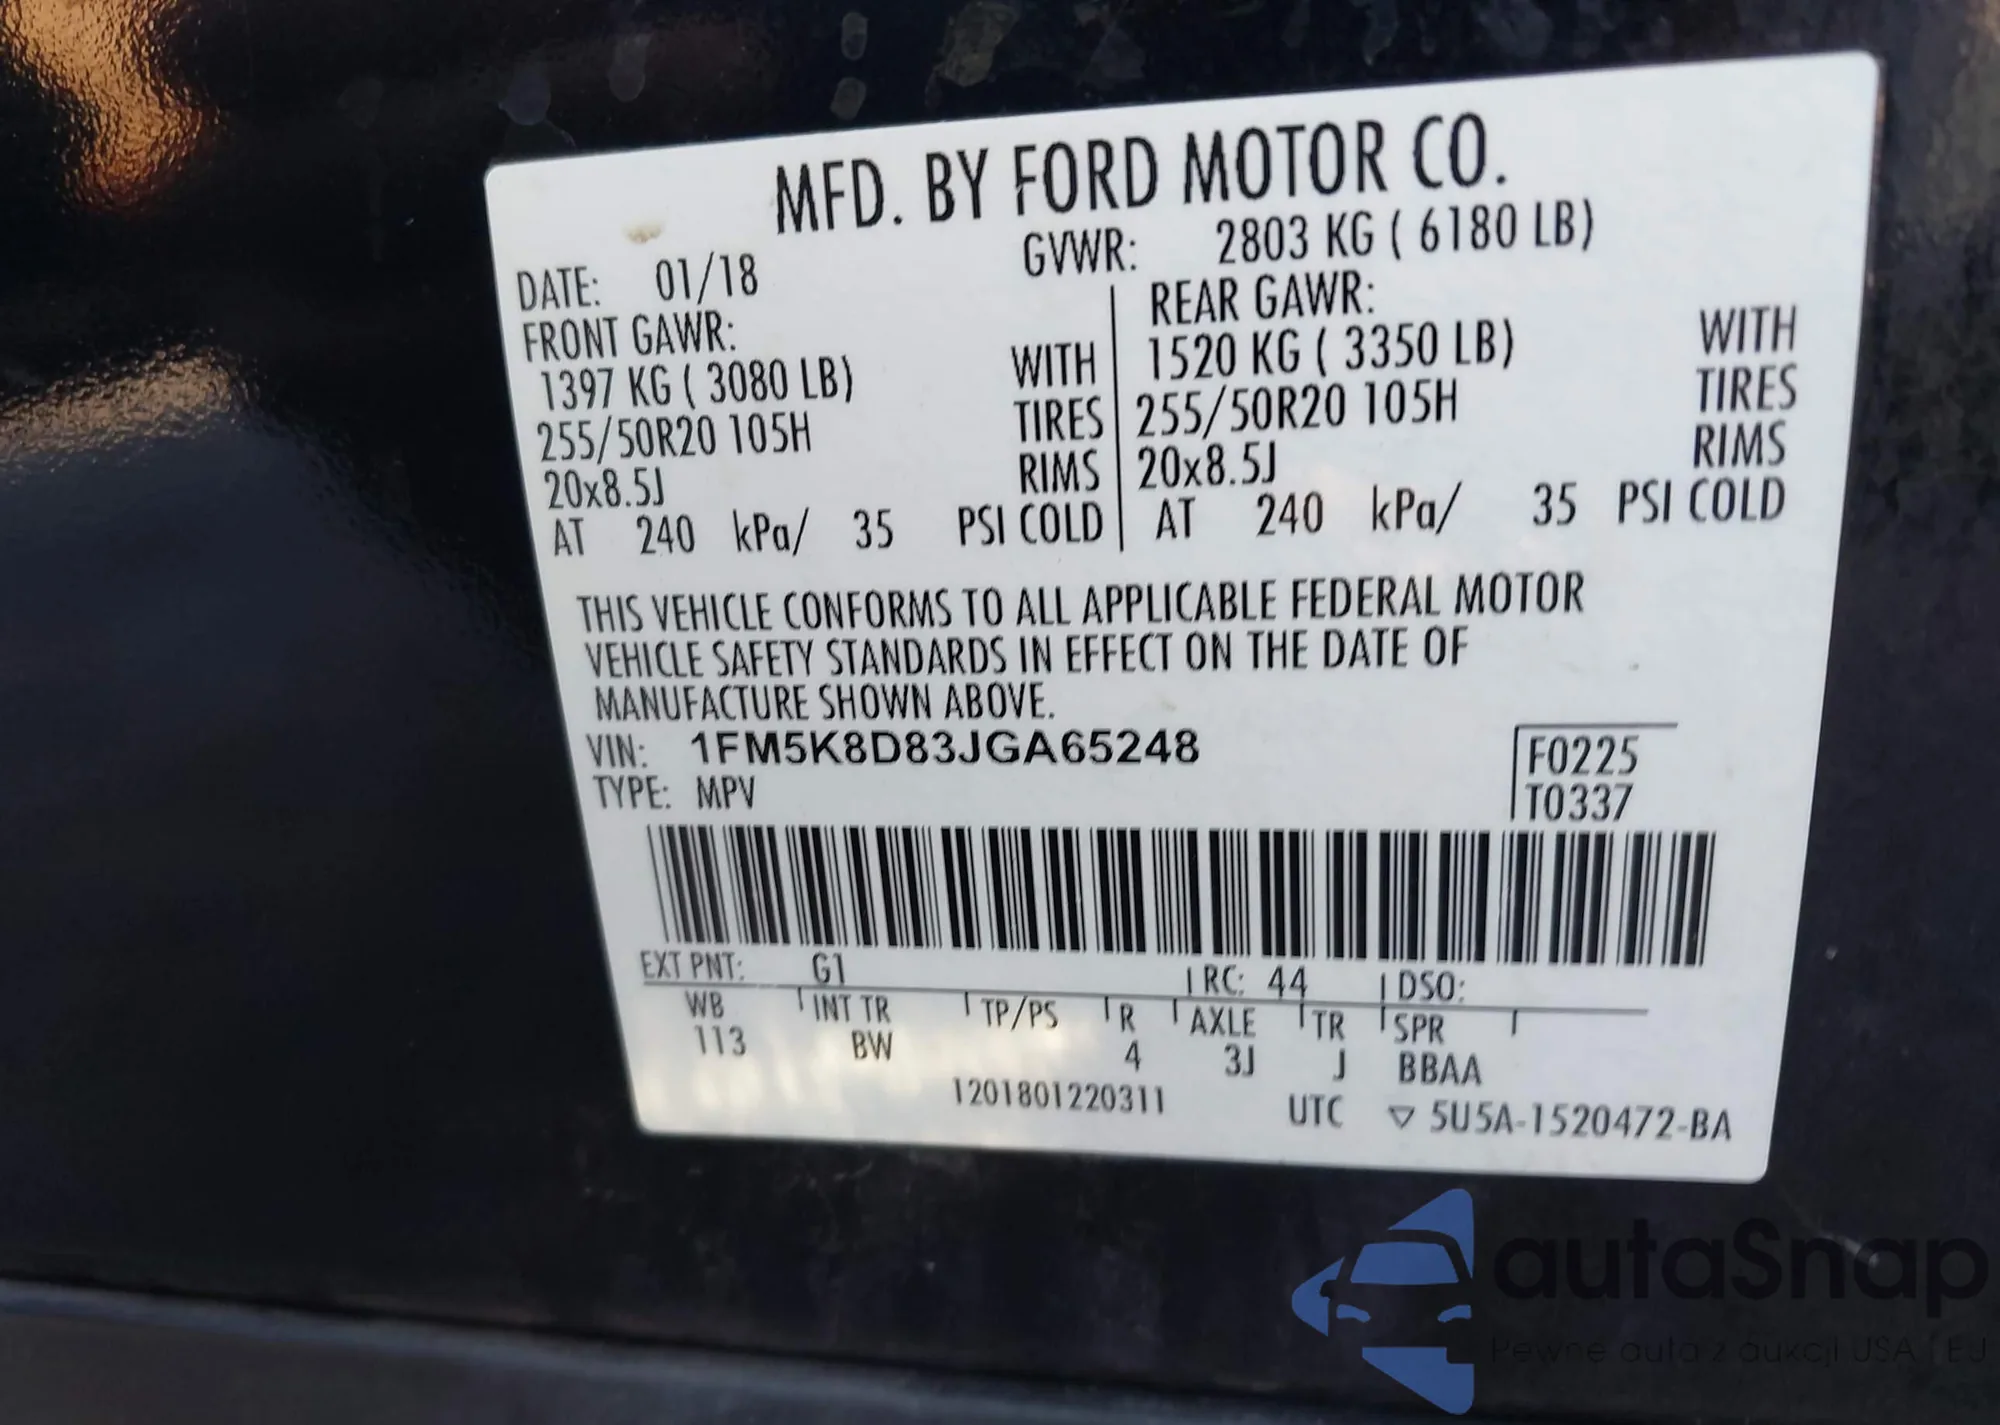 MFD. BY FORD MOTOR CO.
DATE: 01/18 GVWR: 2803 KG ( 6180 LB)
FRONT GAWR: REAR GAWR:
1397 KG ( 3080 LB) WITH 1520 KG ( 3350 LB) WITH
255/50R20 105H TIRES 255/50R20 105H TIRES
20x8.5J RIMS 20x8.5J RIMS
AT 240 kPa/ 35 PSI COLD AT 240 kPa/ 35 PSI COLD
THIS VEHICLE CONFORMS TO ALL APPLICABLE FEDERAL MOTOR
VEHICLE SAFETY STANDARDS IN EFFECT ON THE DATE OF
MANUFACTURE SHOWN ABOVE.
VIN: 1FM5K8D83JGA65248 F0225
TYPE: MPV T0337
EXT PNT: G1 RC: 44 DSO:
WB INT TR TP/PS R AXLE TR SPR
113 BW 4 3J J BBAA
1201801220311 UTC ▽ 5U5A-1520472-BA
autaSnap
Pewne auta z aukcji USA i EU